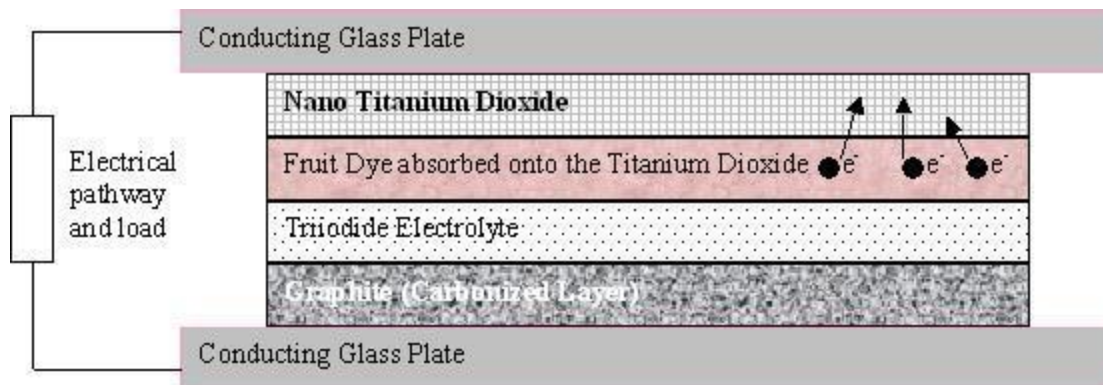 Conducting Glass Plate
Nano Titanium Dioxide
Fruit Dye absorbed onto the Titanium Dioxide e⁻ e⁻ e⁻
Electrical
pathway
and load
Triiodide Electrolyte
Graphite (Carbonized Layer)
Conducting Glass Plate